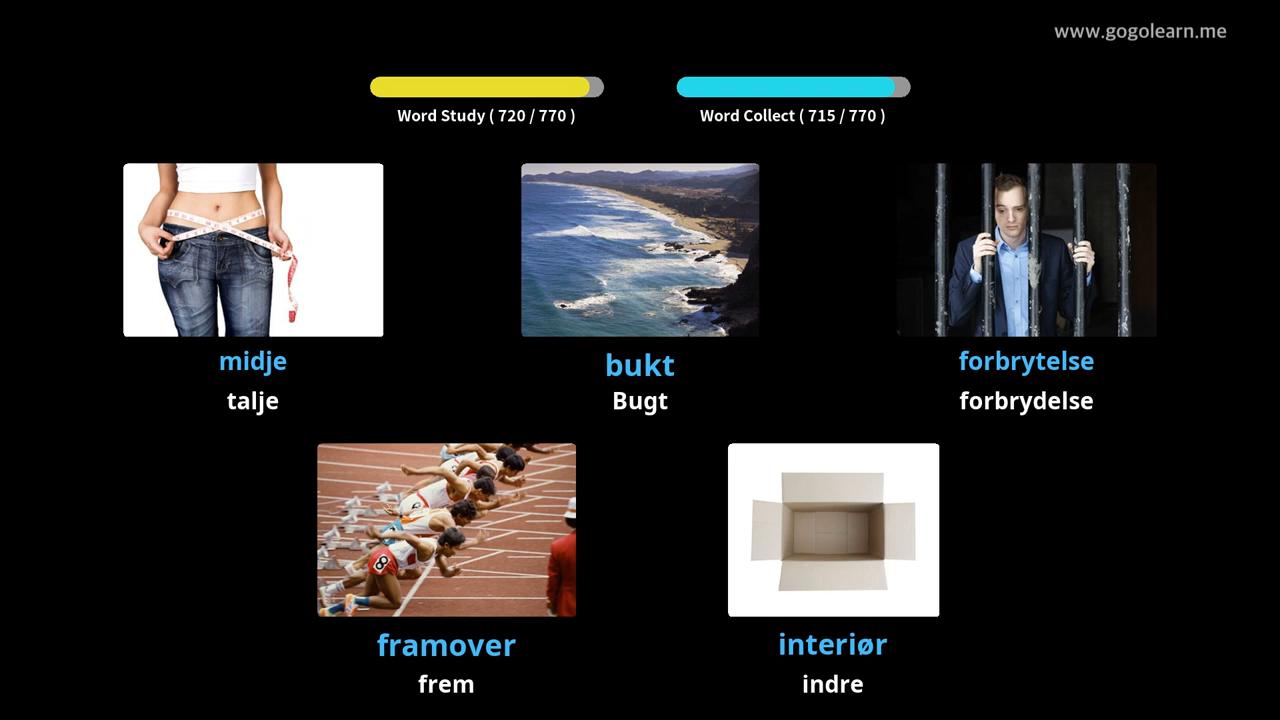 www.gogolearn.me
Word Study ( 720 / 770 )
Word Collect ( 715 / 770 )
midje
talje
bukt
Bugt
forbrytelse
forbrydelse
8
framover
frem
interiør
indre